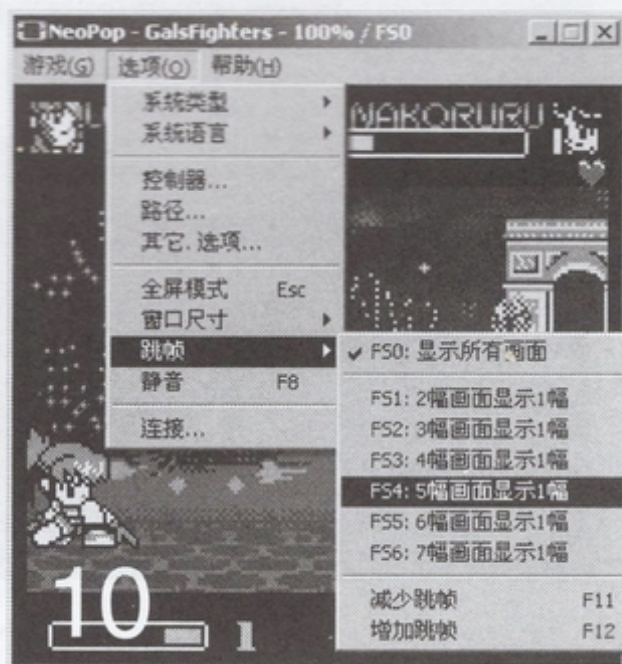 NeoPop - GalsFighters - 100% / FS0
游戏(G) 选项(O) 帮助(H)
系统类型
系统语言
控制器...
路径...
其它.选项...
全屏模式 Esc
窗口尺寸
跳帧
静音 F8
连接...
NAKORURU
✓ FS0: 显示所有画面
FS1: 2幅画面显示1幅
FS2: 3幅画面显示1幅
FS3: 4幅画面显示1幅
FS4: 5幅画面显示1幅
FS5: 6幅画面显示1幅
FS6: 7幅画面显示1幅
减少跳帧 F11
增加跳帧 F12
10
1